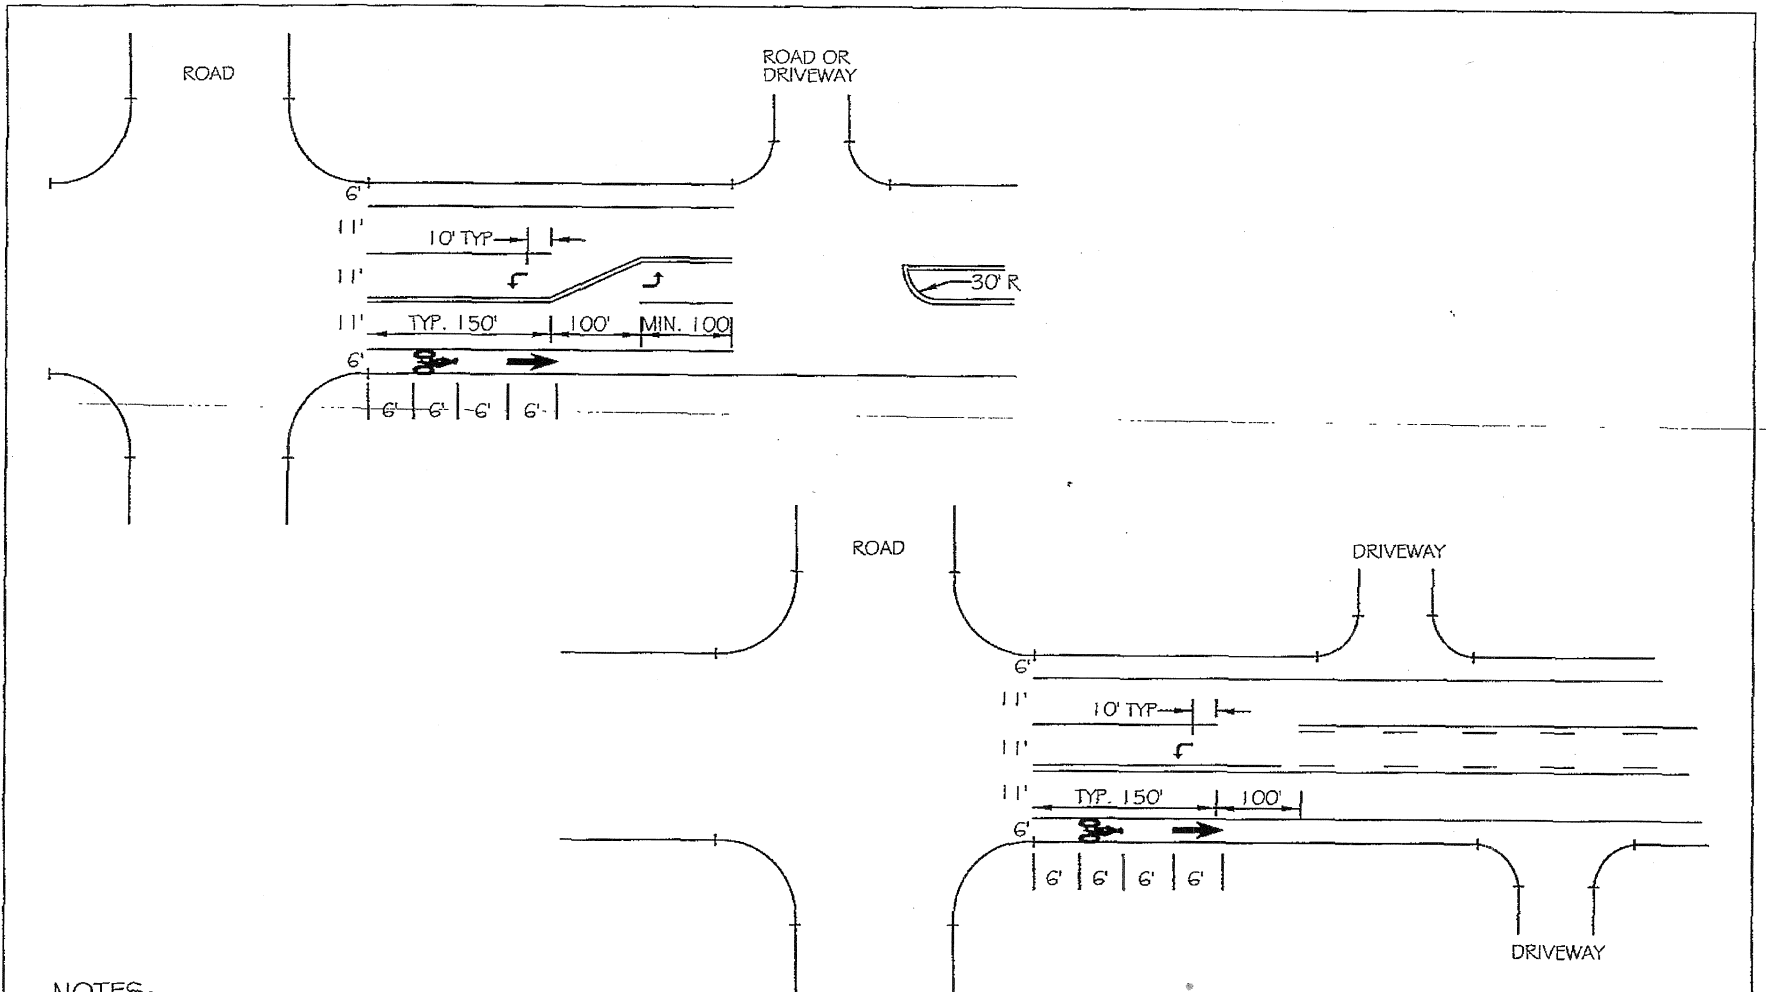 ROAD
ROAD OR
DRIVEWAY
6'
11'
10' TYP
11'
30' R
11'
TYP. 150'
100'
MIN. 100
6'
6'
6'
6'
6'
ROAD
DRIVEWAY
6'
11'
10' TYP
11'
11'
TYP. 150'
100'
6'
6'
6'
6'
6'
DRIVEWAY
NOTES: